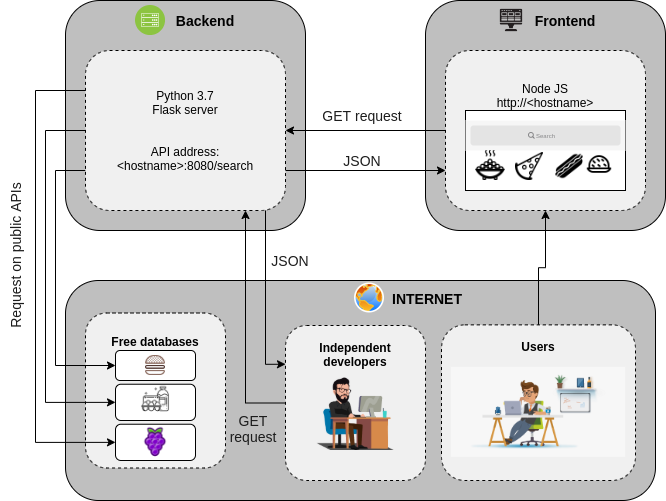 Backend
Frontend
Python 3.7
Flask server
API address:
<hostname>:8080/search
GET request
JSON
Node JS
http://<hostname>
Search
Request on public APIs
JSON
INTERNET
Free databases
Independent
developers
Users
GET
request